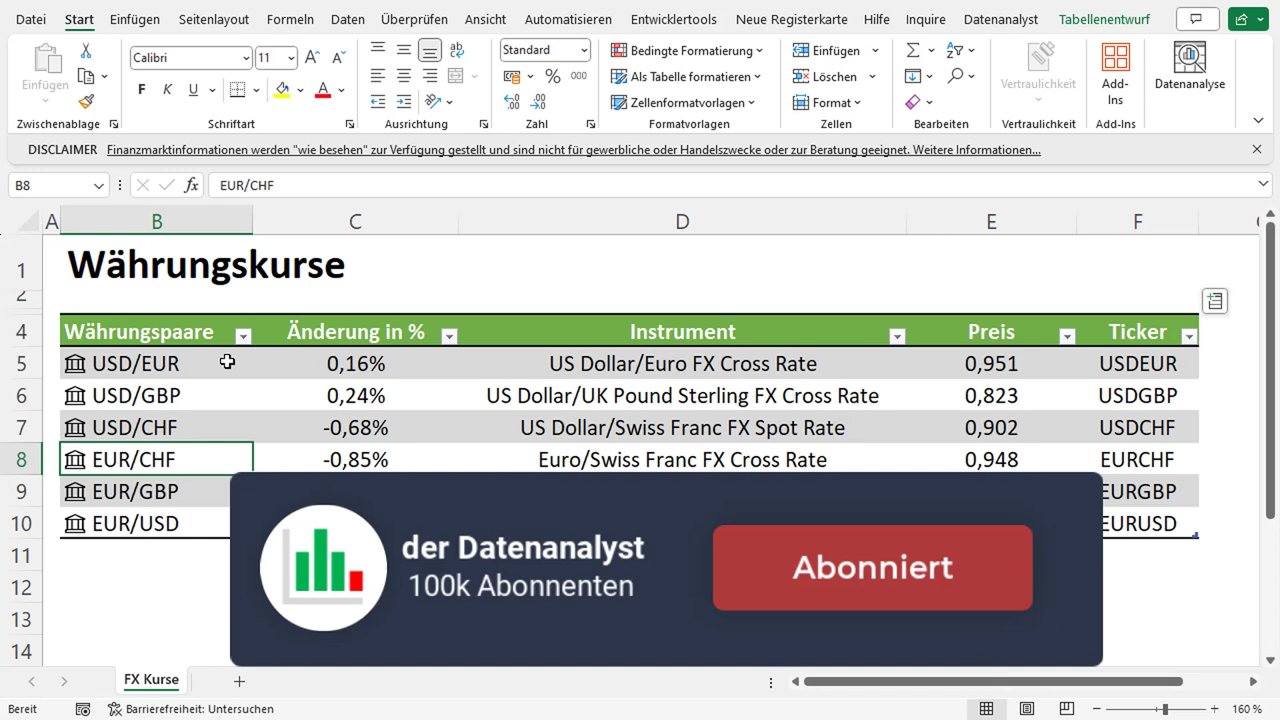 Datei Start Einfügen Seitenlayout Formeln Daten Überprüfung Ansicht Automatisieren Entwicklertools Neue Registerkarte Hilfe Inquire Datenanalyst Tabellenentwurf
Einfügen
Zwischenablage
Calibri 11
F K U
Schriftart
Ausrichtung
Standard
% 000
Zahl
Bedingte Formatierung
Als Tabelle formatieren
Zellenformatvorlagen
Formatvorlagen
Einfügen
Löschen
Format
Zellen
Bearbeiten
Vertraulichkeit
Vertraulichkeit
Add-
Ins
Add-Ins
Datenanalyse
DISCLAIMER Finanzmarktinformationen werden "wie besehen" zur Verfügung gestellt und sind nicht für gewerbliche oder Handelszwecke oder zur Beratung geeignet. Weitere Informationen...
B8 fx EUR/CHF
A B C D E F
1 Währungskurse
2
4 Währungspaare Änderung in % Instrument Preis Ticker
5 USD/EUR 0,16% US Dollar/Euro FX Cross Rate 0,951 USDEUR
6 USD/GBP 0,24% US Dollar/UK Pound Sterling FX Cross Rate 0,823 USDGBP
7 USD/CHF -0,68% US Dollar/Swiss Franc FX Spot Rate 0,902 USDCHF
8 EUR/CHF -0,85% Euro/Swiss Franc FX Cross Rate 0,948 EURCHF
9 EUR/GBP EURGBP
10 EUR/USD EURUSD
11
12
13
14
der Datenanalyst
100k Abonnenten
Abonniert
FX Kurse
Bereit Barrierefreiheit: Untersuchen 160 %